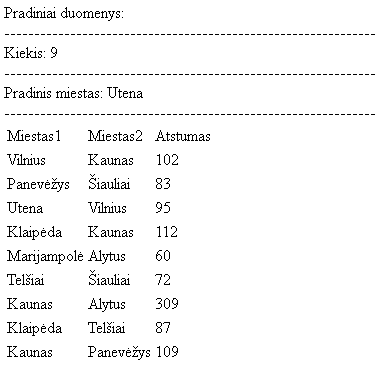 Pradiniai duomenys:
--------------------------------------------------------------
Kiekis: 9
--------------------------------------------------------------
Pradinis miestas: Utena
--------------------------------------------------------------
Miestas1 Miestas2 Atstumas
Vilnius Kaunas 102
Panevėžys Šiauliai 83
Utena Vilnius 95
Klaipėda Kaunas 112
Marijampolė Alytus 60
Telšiai Šiauliai 72
Kaunas Alytus 309
Klaipėda Telšiai 87
Kaunas Panevėžys 109